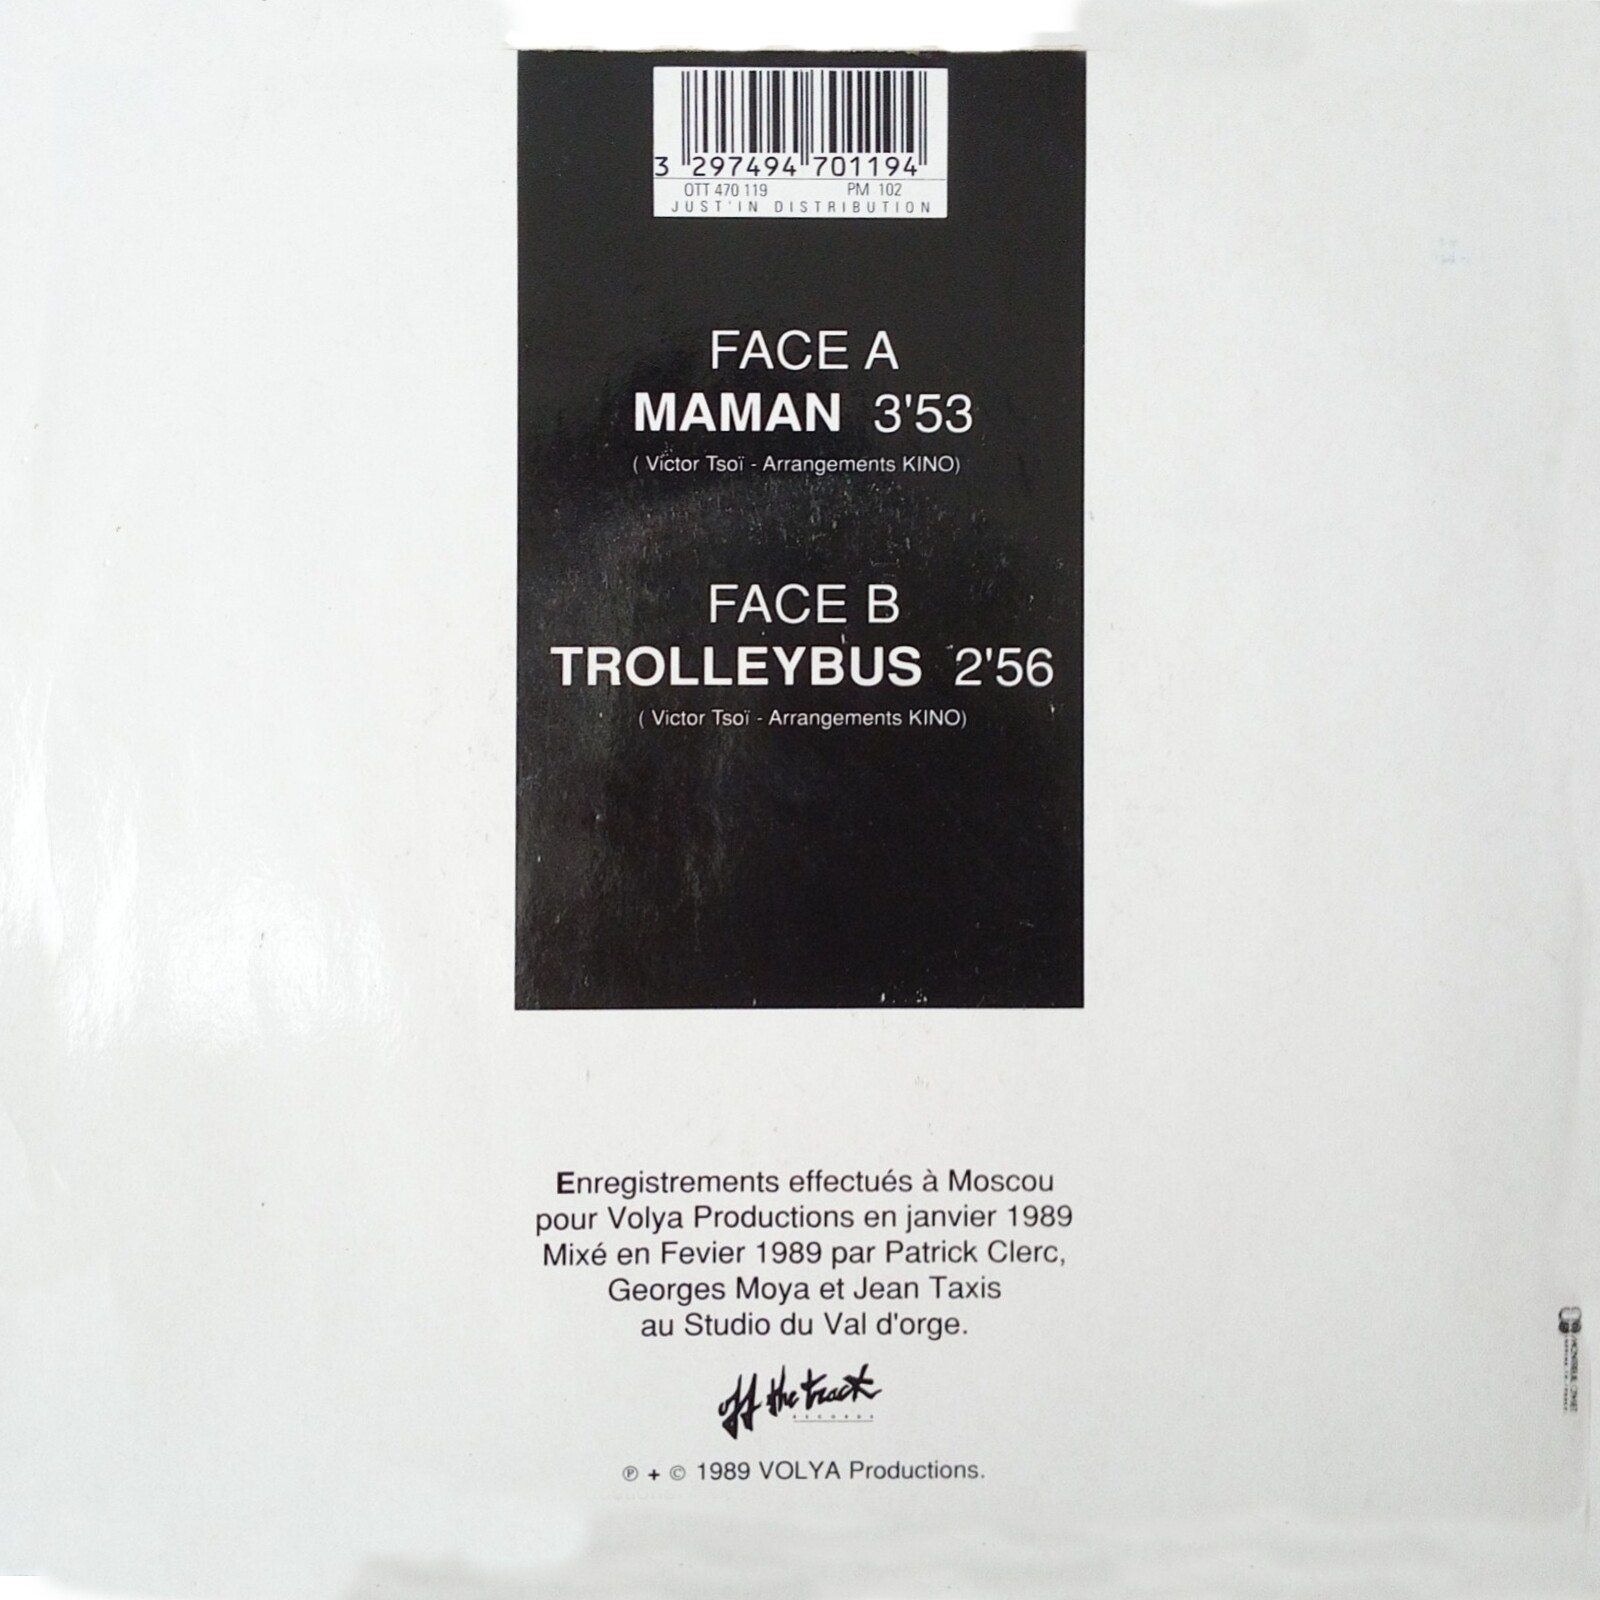 3 297494 701194
OTT 470 119 PM 102
JUST'IN DISTRIBUTION
FACE A
MAMAN 3'53
( Victor Tsoï - Arrangements KINO)
FACE B
TROLLEYBUS 2'56
( Victor Tsoï - Arrangements KINO)
Enregistrements effectués à Moscou
pour Volya Productions en janvier 1989
Mixé en Fevier 1989 par Patrick Clerc,
Georges Moya et Jean Taxis
au Studio du Val d'orge.
off the track
RECORDS
℗ + © 1989 VOLYA Productions.